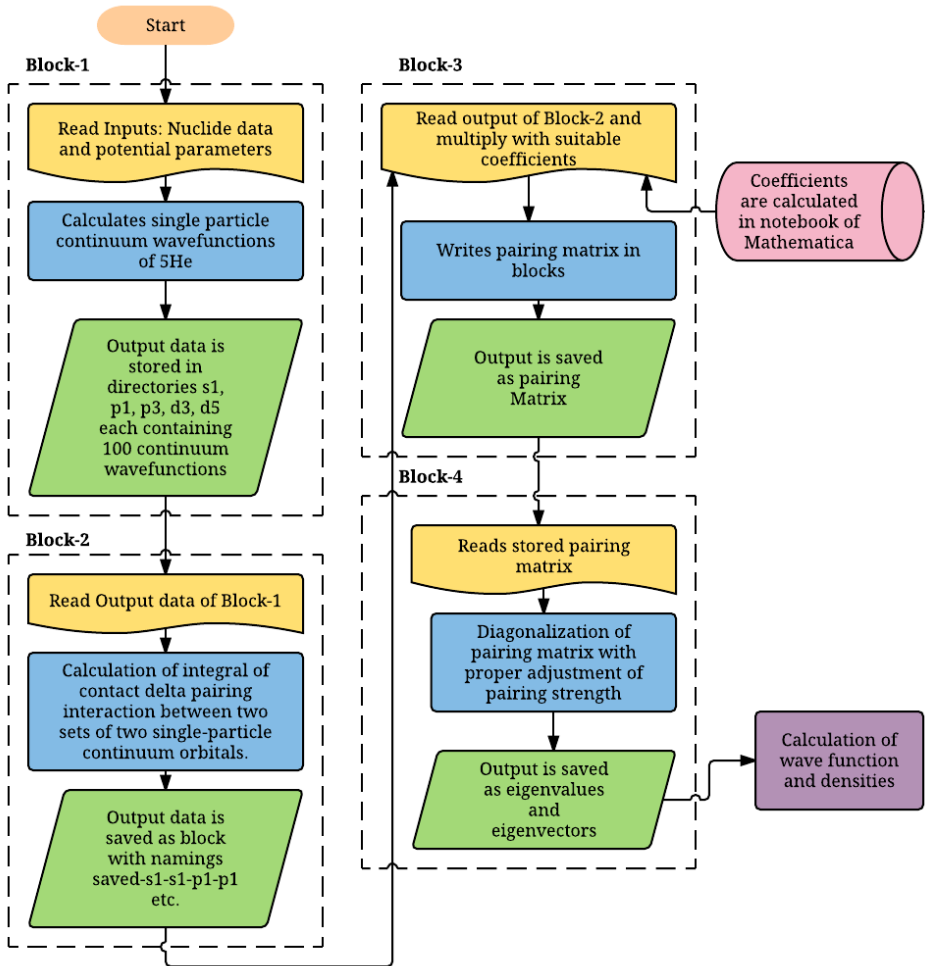 Start
Block-1
Read Inputs: Nuclide data
and potential parameters
Calculates single particle
continuum wavefunctions
of 5He
Output data is
stored in
directories s1,
p1, p3, d3, d5
each containing
100 continuum
wavefunctions
Block-2
Read Output data of Block-1
Calculation of integral of
contact delta pairing
interaction between two
sets of two single-particle
continuum orbitals.
Output data is
saved as block
with namings
saved-s1-s1-p1-p1
etc.
Block-3
Read output of Block-2 and
multiply with suitable
coefficients
Coefficients
are calculated
in notebook of
Mathematica
Writes pairing matrix in
blocks
Output is saved
as pairing
Matrix
Block-4
Reads stored pairing
matrix
Diagonalization of
pairing matrix with
proper adjustment of
pairing strength
Output is saved
as eigenvalues
and
eigenvectors
Calculation of
wave function
and densities